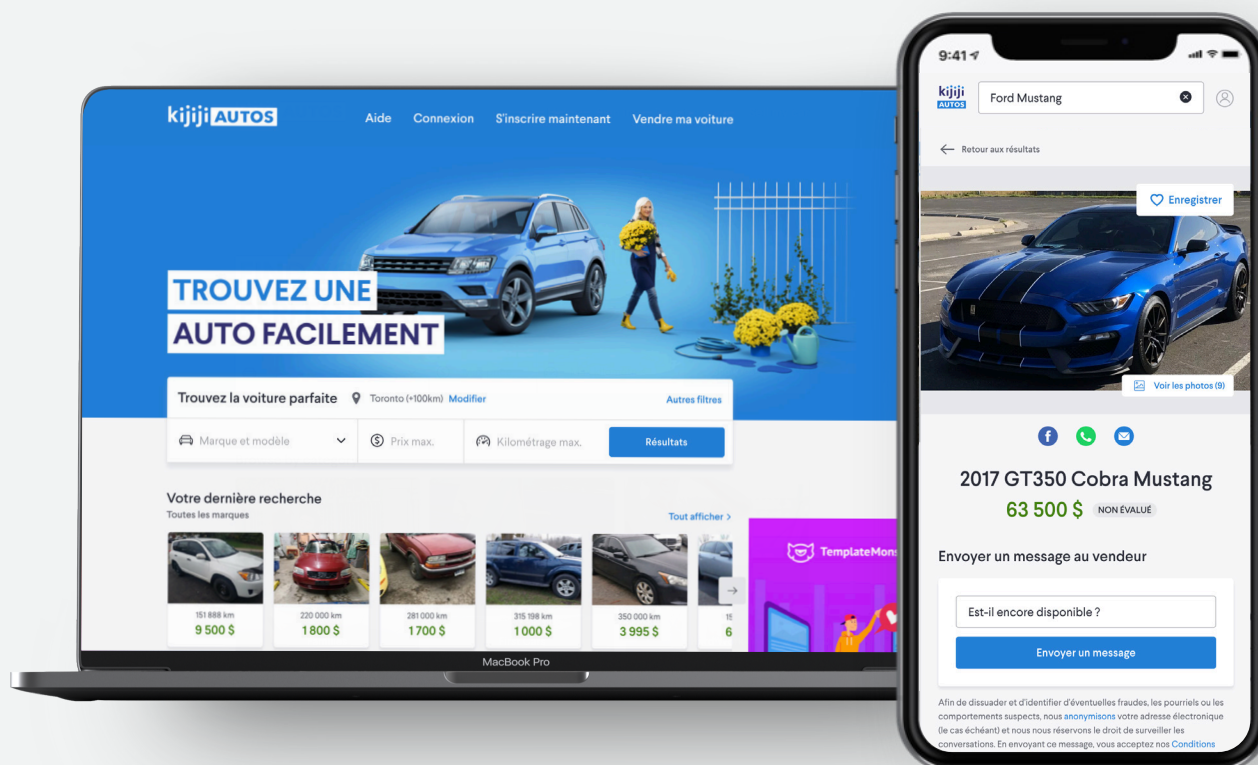 kijiji AUTOS
Aide Connexion S'inscrire maintenant Vendre ma voiture
TROUVEZ UNE
AUTO FACILEMENT
Trouvez la voiture parfaite Toronto (+100km) Modifier Autres filtres
Marque et modèle Prix max. Kilométrage max. Résultats
Votre dernière recherche
Toutes les marques Tout afficher >
151 888 km 220 000 km 281 000 km 315 198 km 350 000 km 15
9 500 $ 1 800 $ 1 700 $ 1 000 $ 3 995 $ 6
TemplateMons
MacBook Pro
9:41
kijiji
AUTOS
Ford Mustang
Retour aux résultats
Enregistrer
Voir les photos (9)
2017 GT350 Cobra Mustang
63 500 $ NON ÉVALUÉ
Envoyer un message au vendeur
Est-il encore disponible ?
Envoyer un message
Afin de dissuader et d'identifier d'éventuelles fraudes, les pourriels ou les
comportements suspects, nous anonymisons votre adresse électronique
(le cas échéant) et nous nous réservons le droit de surveiller les
conversations. En envoyant ce message, vous acceptez nos Conditions